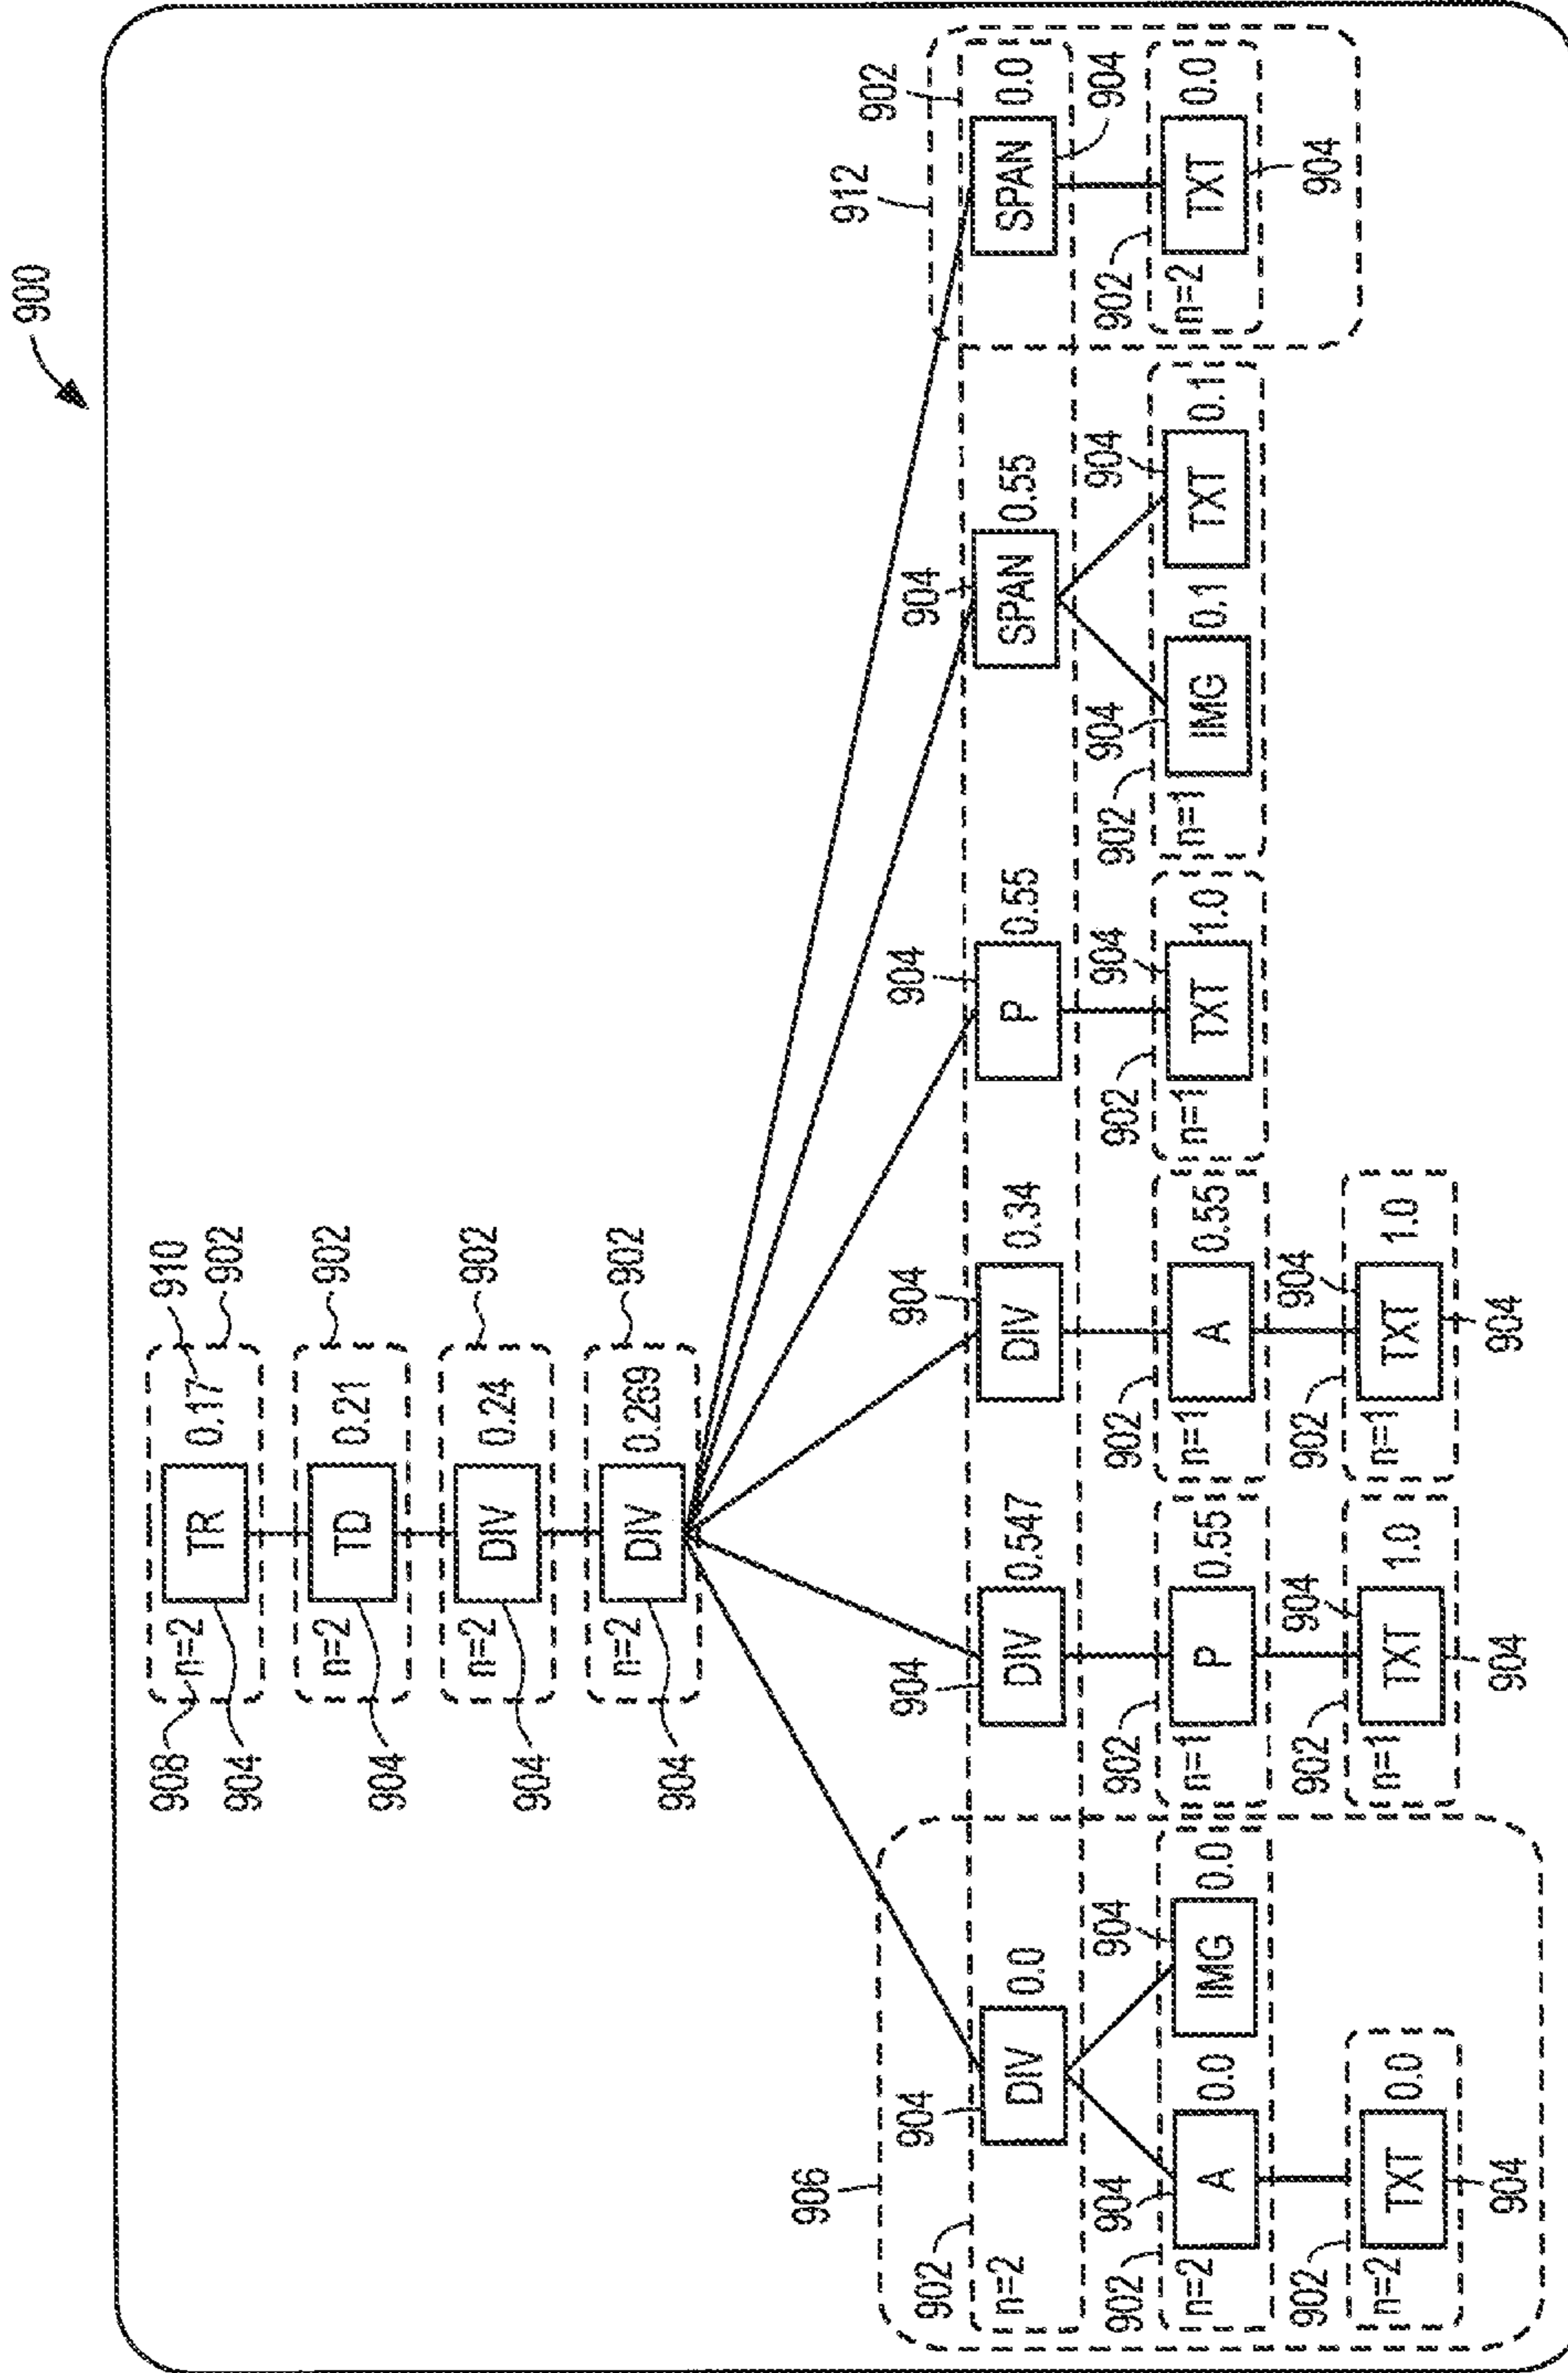 900
908
n=2
TR
0.17
910
902
904
n=2
TD
0.21
902
904
n=2
DIV
0.24
902
904
n=2
DIV
0.269
902
904
906
912
902
n=2
904
DIV
0.0
904
DIV
0.547
904
DIV
0.34
904
P
0.55
904
SPAN
0.55
SPAN
0.0
902
904
902
n=2
904
A
0.0
904
IMG
0.0
902
n=1
P
0.55
902
n=1
A
0.55
902
n=1
904
TXT
1.0
902
n=1
904
IMG
0.1
904
TXT
0.1
902
n=2
TXT
0.0
904
902
n=2
TXT
0.0
904
902
n=1
904
TXT
1.0
904
902
n=1
904
TXT
1.0
904